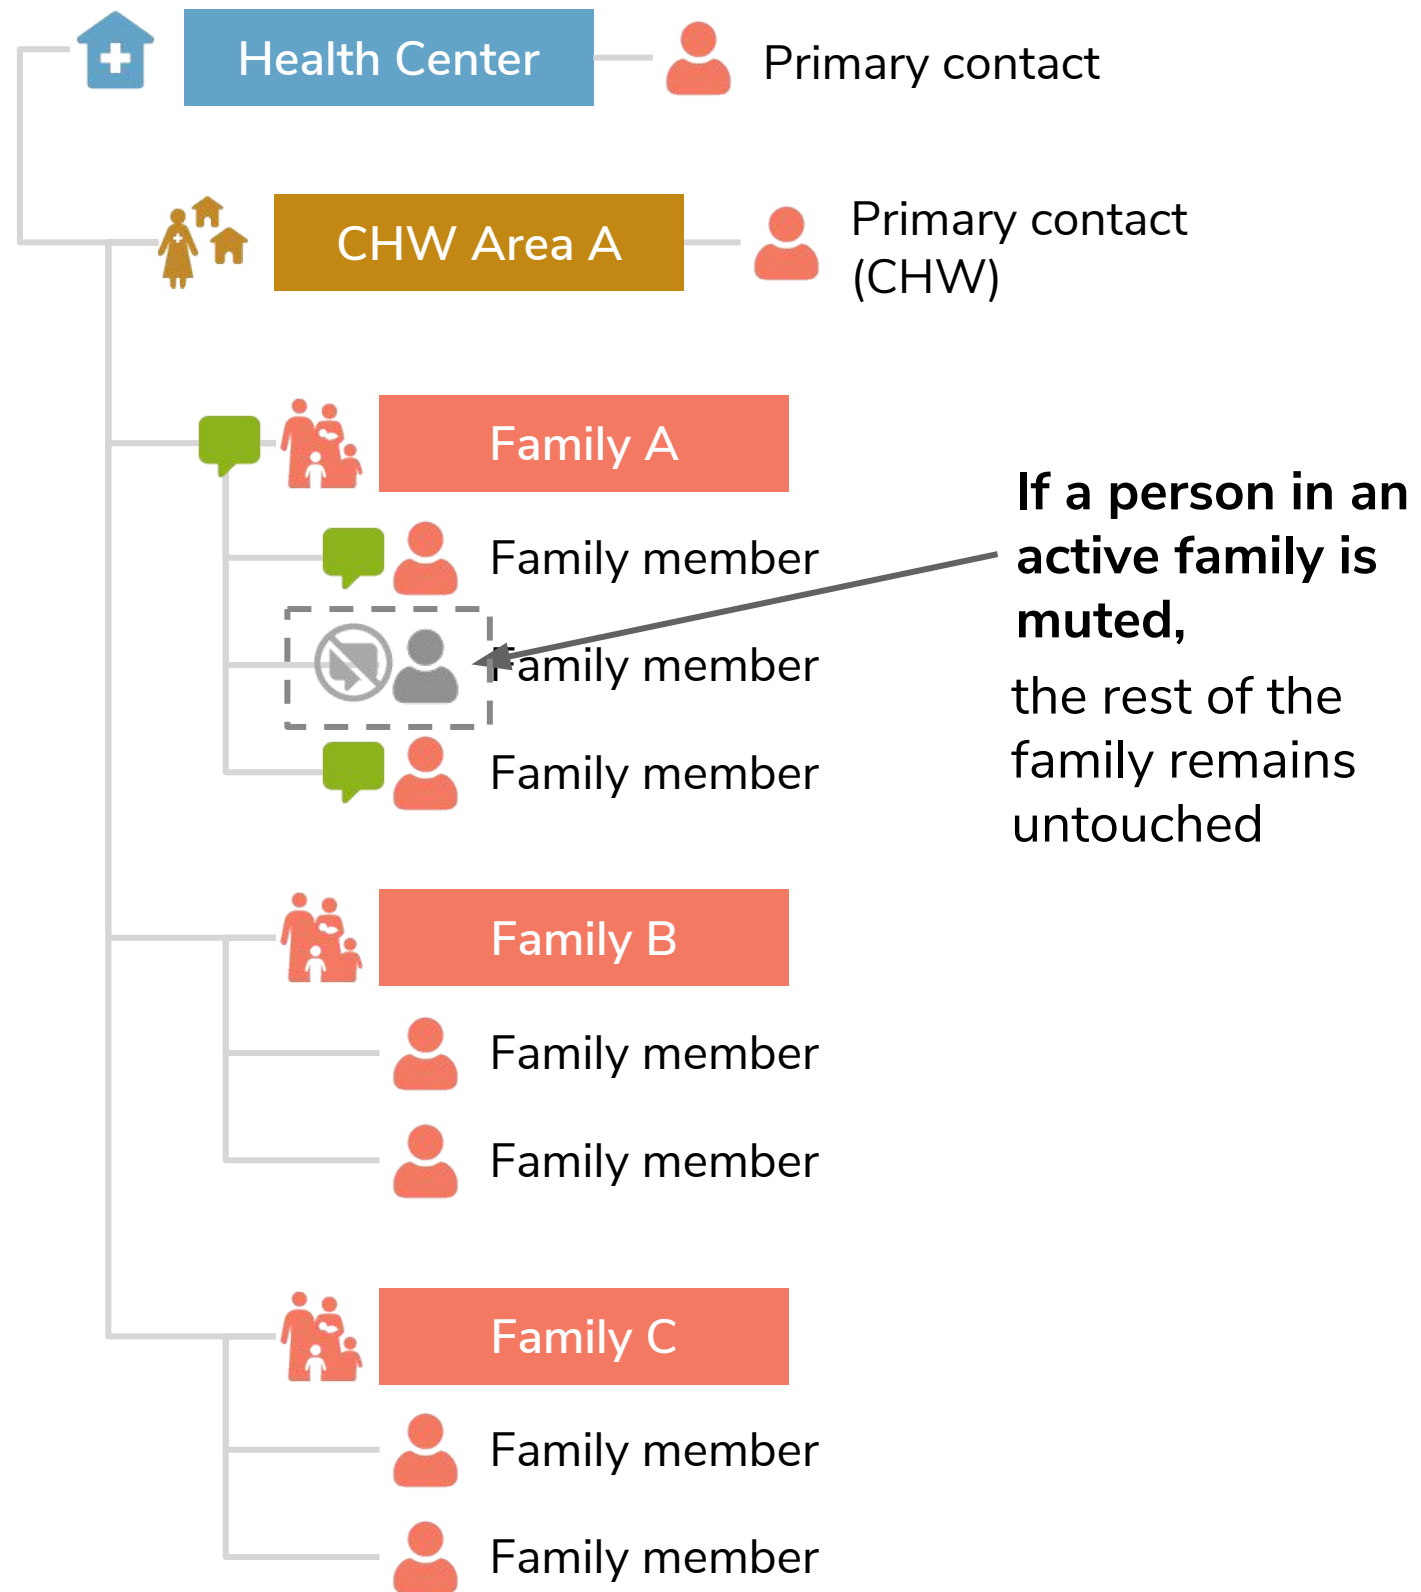 Health Center
Primary contact
CHW Area A
Primary contact
(CHW)
Family A
Family member
Family member
Family member
If a person in an
active family is
muted,
the rest of the
family remains
untouched
Family B
Family member
Family member
Family C
Family member
Family member